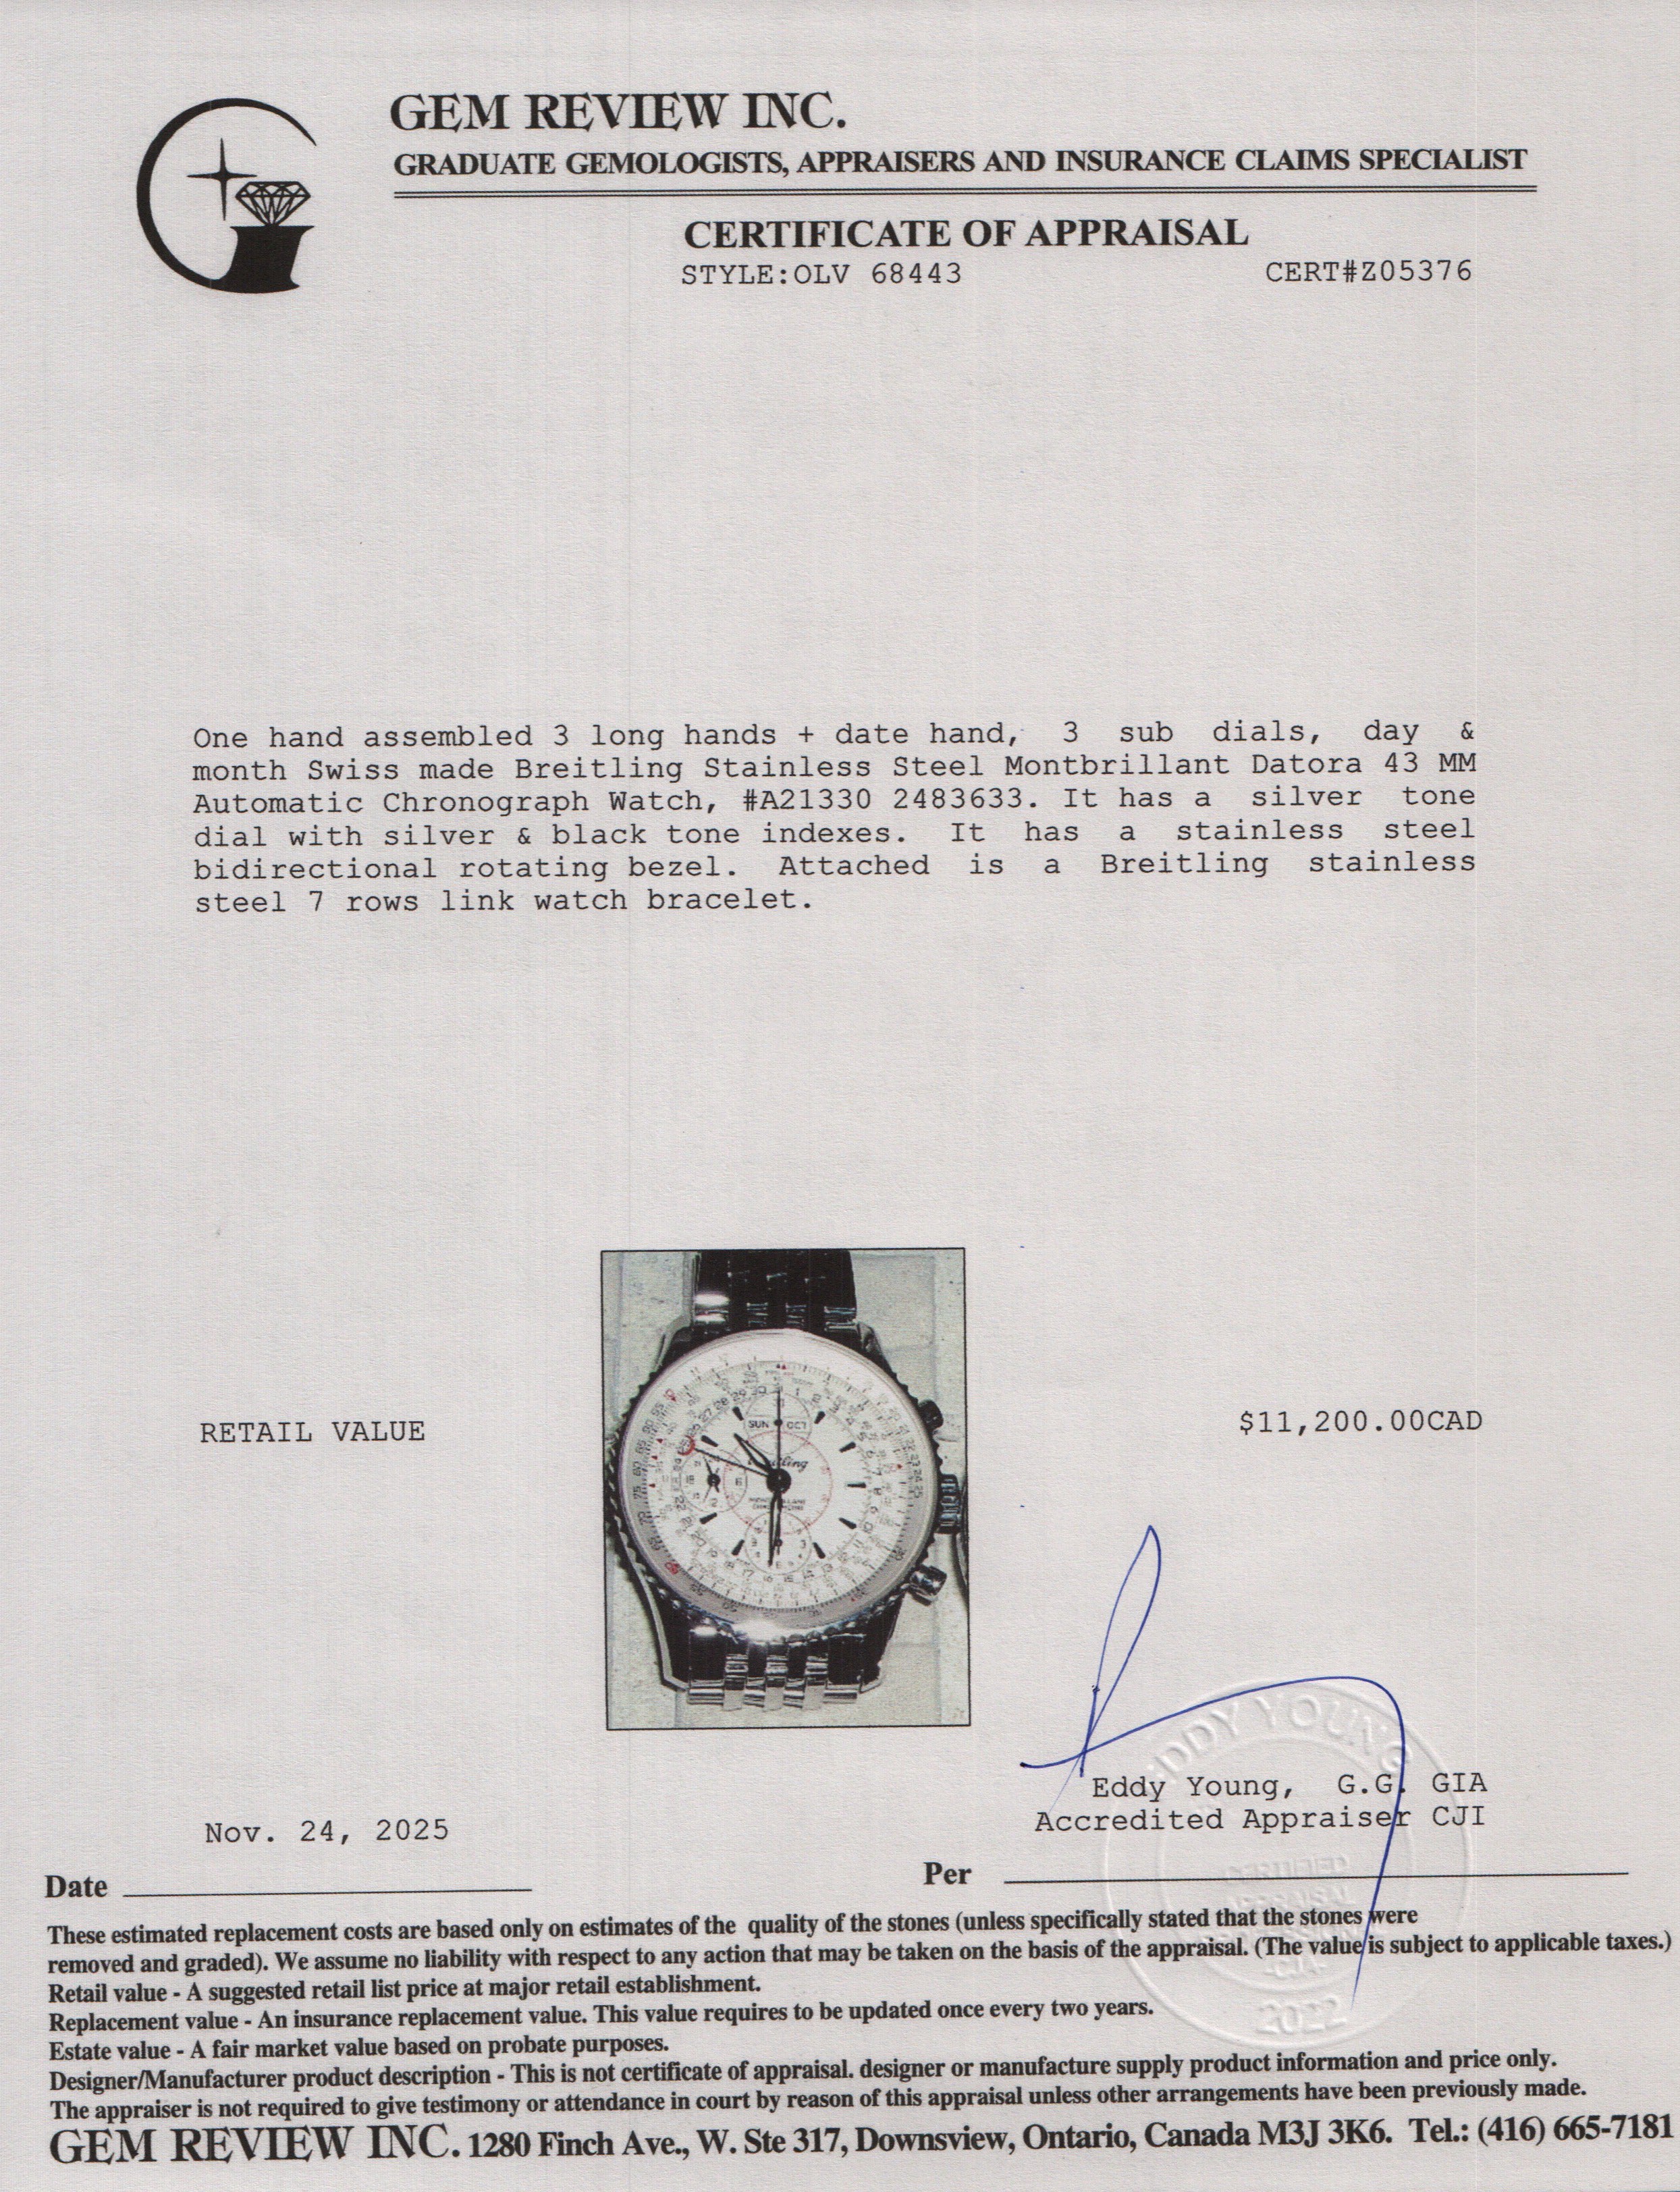 GEM REVIEW INC.
GRADUATE GEMOLOGISTS, APPRAISERS AND INSURANCE CLAIMS SPECIALIST
CERTIFICATE OF APPRAISAL
STYLE:OLV 68443 CERT#Z05376
One hand assembled 3 long hands + date hand, 3 sub dials, day &
month Swiss made Breitling Stainless Steel Montbrillant Datora 43 MM
Automatic Chronograph Watch, #A21330 2483633. It has a silver tone
dial with silver & black tone indexes. It has a stainless steel
bidirectional rotating bezel. Attached is a Breitling stainless
steel 7 rows link watch bracelet.
SUN OCT
RETAIL VALUE $11,200.00CAD
EDDY YOUNG
Eddy Young, G.G. GIA
Accredited Appraiser CJI
Nov. 24, 2025
Date
Per
CERTIFIED
APPRAISAL
2022
These estimated replacement costs are based only on estimates of the quality of the stones (unless specifically stated that the stones were
removed and graded). We assume no liability with respect to any action that may be taken on the basis of the appraisal. (The value is subject to applicable taxes.)
Retail value - A suggested retail list price at major retail establishment.
Replacement value - An insurance replacement value. This value requires to be updated once every two years.
Estate value - A fair market value based on probate purposes.
Designer/Manufacturer product description - This is not certificate of appraisal. designer or manufacture supply product information and price only.
The appraiser is not required to give testimony or attendance in court by reason of this appraisal unless other arrangements have been previously made.
GEM REVIEW INC. 1280 Finch Ave., W. Ste 317, Downsview, Ontario, Canada M3J 3K6. Tel.: (416) 665-7181